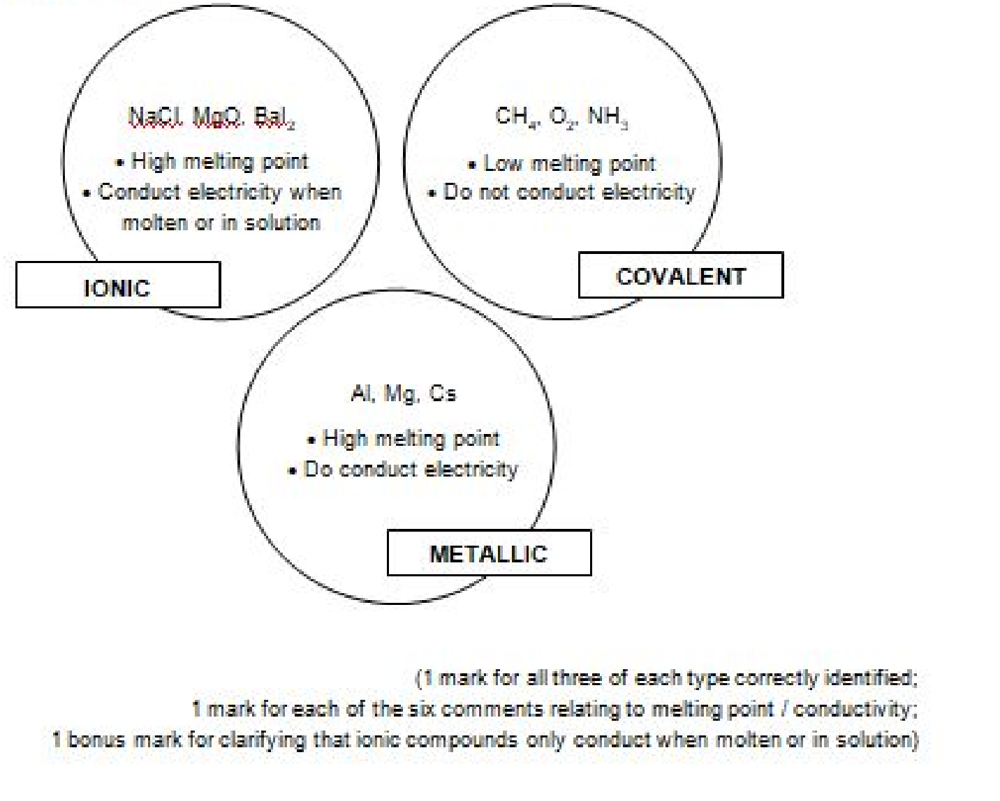 NaCl, MgO, BaI₂
• High melting point
• Conduct electricity when
molten or in solution
IONIC
CH₄, O₂, NH₃
• Low melting point
• Do not conduct electricity
COVALENT
Al, Mg, Cs
• High melting point
• Do conduct electricity
METALLIC
(1 mark for all three of each type correctly identified;
1 mark for each of the six comments relating to melting point / conductivity;
1 bonus mark for clarifying that ionic compounds only conduct when molten or in solution)